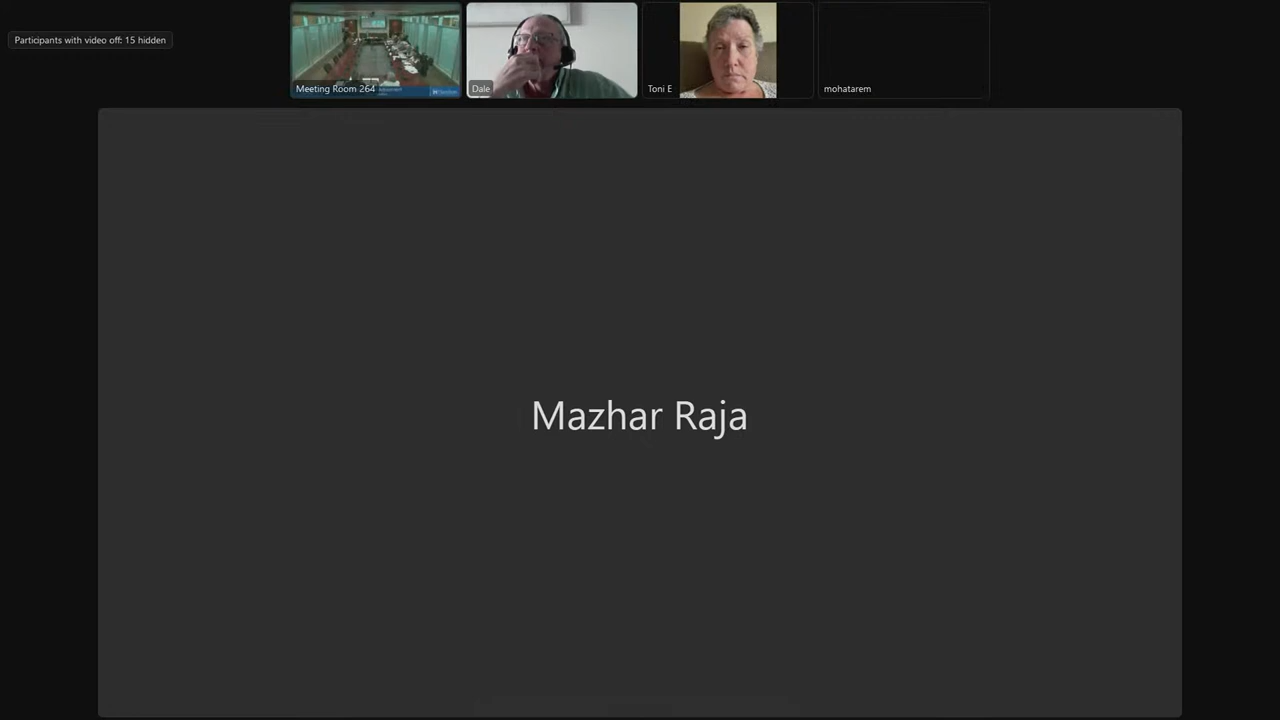 Participants with video off: 15 hidden
Meeting Room 264
Dale
Toni E
mohatarem
Mazhar Raja